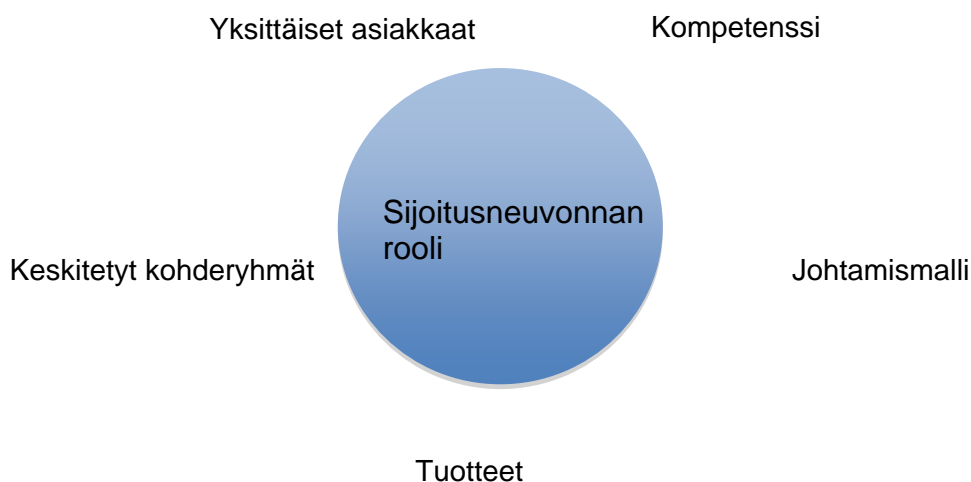 Yksittäiset asiakkaat
Kompetenssi
Sijoitusneuvonnan
rooli
Keskitetyt kohderyhmät
Johtamismalli
Tuotteet